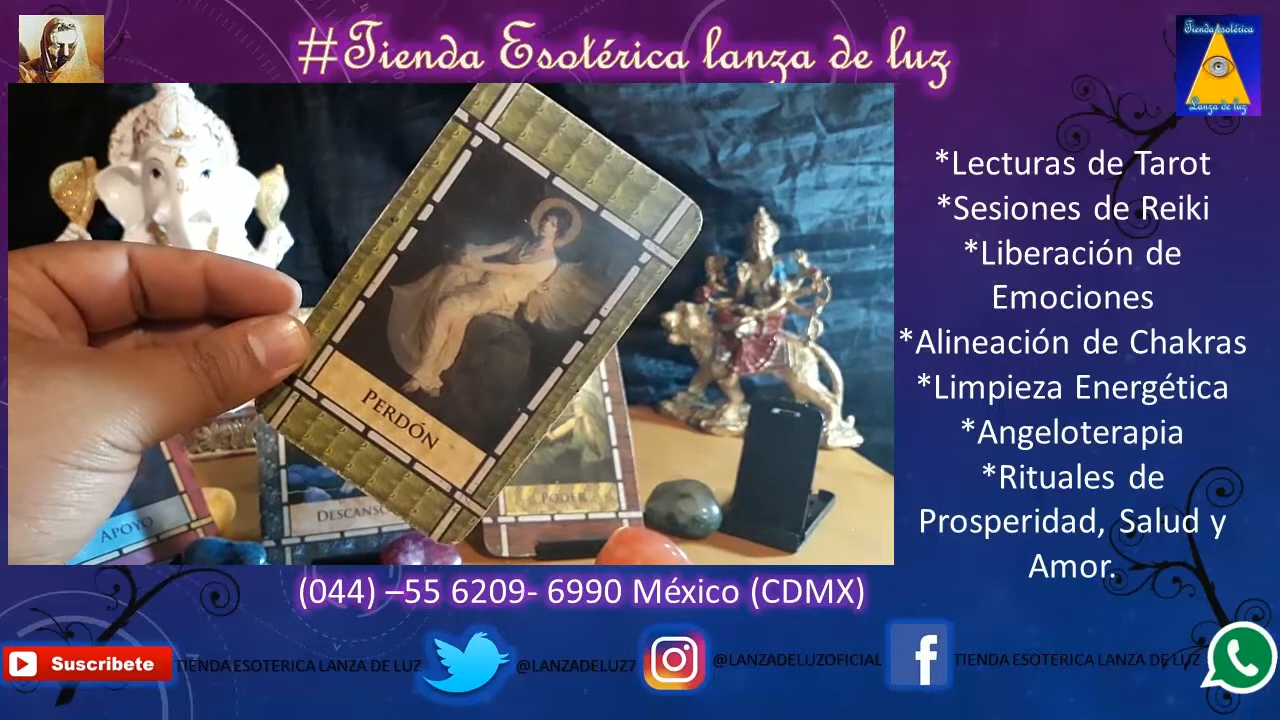 #Tienda Esotérica lanza de luz
Tienda Esotérica
Lanza de luz
PERDÓN
APOYO
DESCANSO
PODER
*Lecturas de Tarot
*Sesiones de Reiki
*Liberación de
Emociones
*Alineación de Chakras
*Limpieza Energética
*Angeloterapia
*Rituales de
Prosperidad, Salud y
Amor.
(044) –55 6209- 6990 México (CDMX)
Suscribete
TIENDA ESOTERICA LANZA DE LUZ
@LANZADELUZ7
@LANZADELUZOFICIAL
TIENDA ESOTERICA LANZA DE LUZ